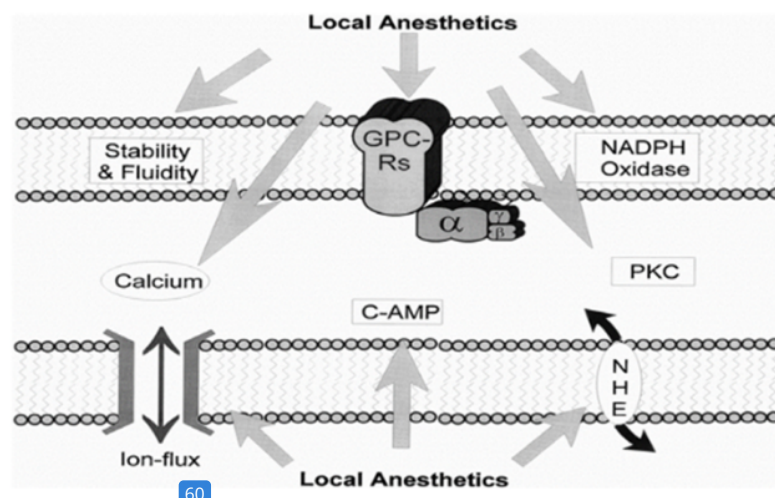 Local Anesthetics
GPC-
Rs
Stability
& Fluidity
NADPH
Oxidase
α
γ
β
Calcium
PKC
C-AMP
N
H
E
Ion-flux
Local Anesthetics
60